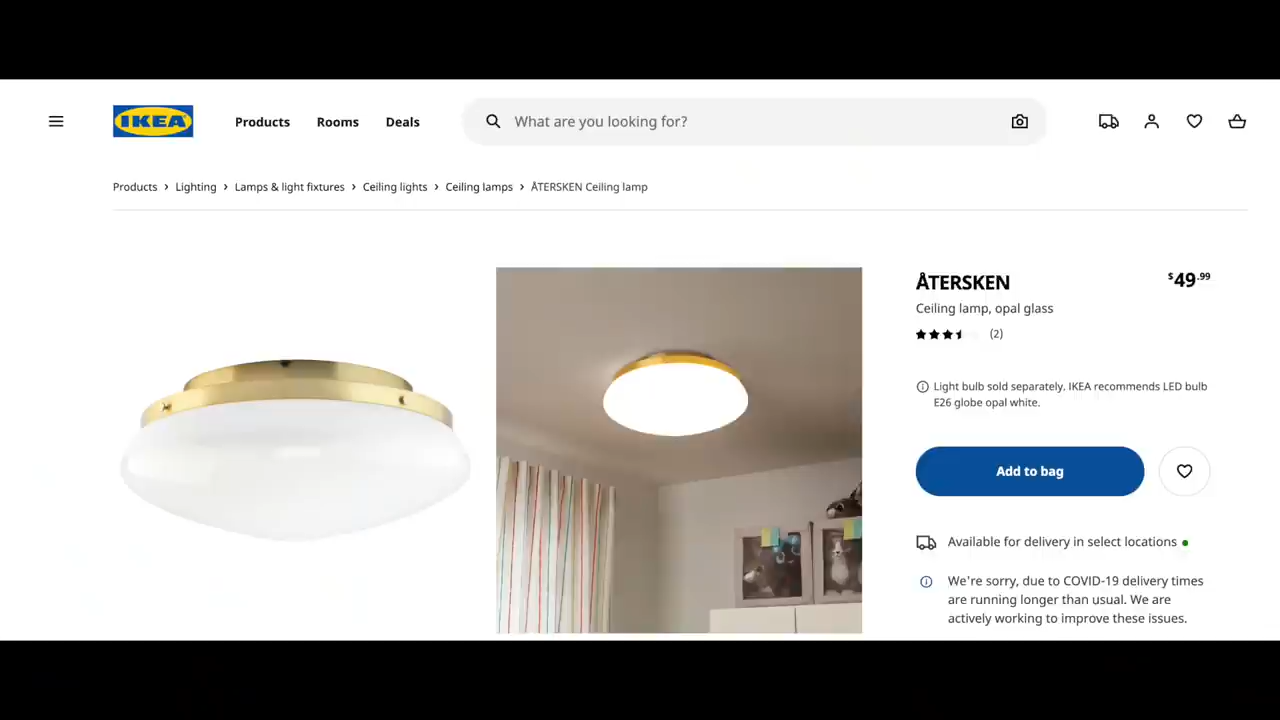 IKEA
Products
Rooms
Deals
What are you looking for?
Products › Lighting › Lamps & light fixtures › Ceiling lights › Ceiling lamps › ÅTERSKEN Ceiling lamp
ÅTERSKEN
$49.99
Ceiling lamp, opal glass
(2)
Light bulb sold separately. IKEA recommends LED bulb
E26 globe opal white.
Add to bag
Available for delivery in select locations
We're sorry, due to COVID-19 delivery times
are running longer than usual. We are
actively working to improve these issues.